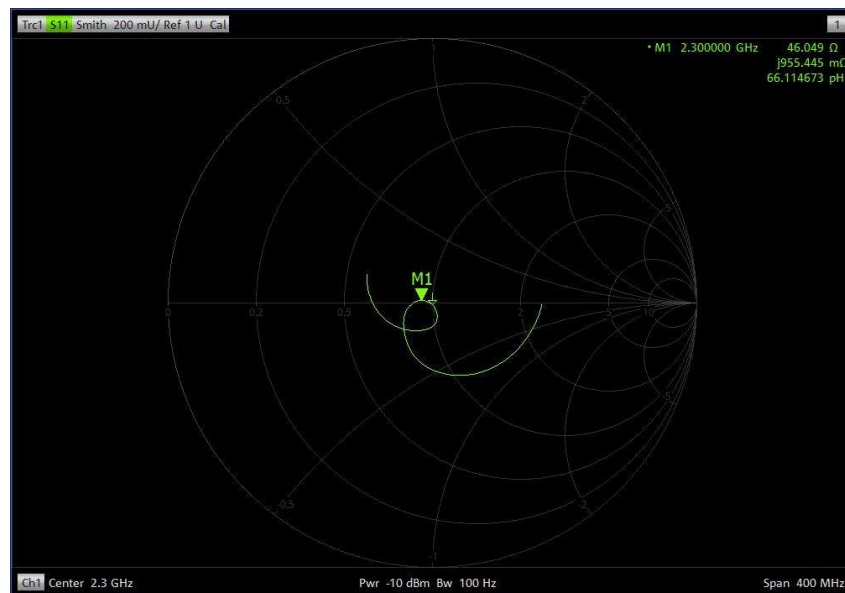 Trc1 S11 Smith 200 mU/ Ref 1 U Cal
1
• M1 2.300000 GHz 46.049 Ω
j955.445 mΩ
66.114673 pH
1
0.5
2
5
M1
1
0
0.2
0.5
2
5
10
-5
-0.5
-2
-1
Ch1 Center 2.3 GHz
Pwr -10 dBm Bw 100 Hz
Span 400 MHz